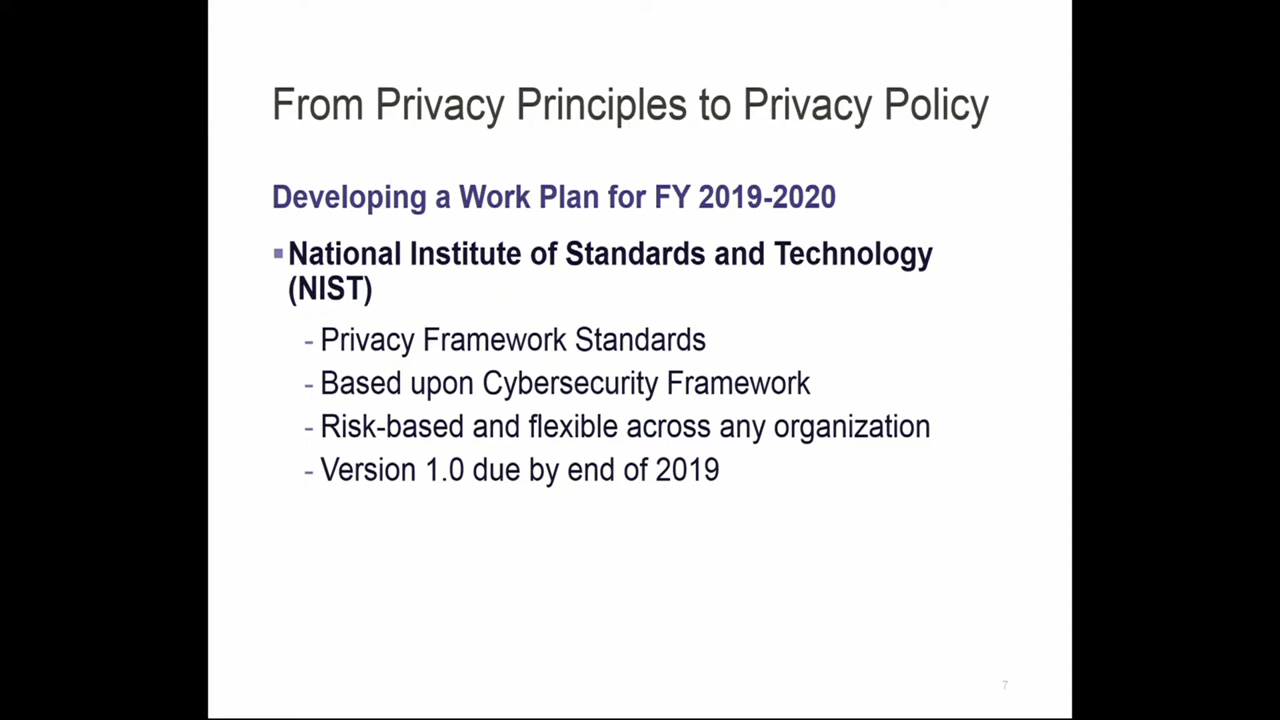 From Privacy Principles to Privacy Policy
Developing a Work Plan for FY 2019-2020
▪ National Institute of Standards and Technology
(NIST)
- Privacy Framework Standards
- Based upon Cybersecurity Framework
- Risk-based and flexible across any organization
- Version 1.0 due by end of 2019
7